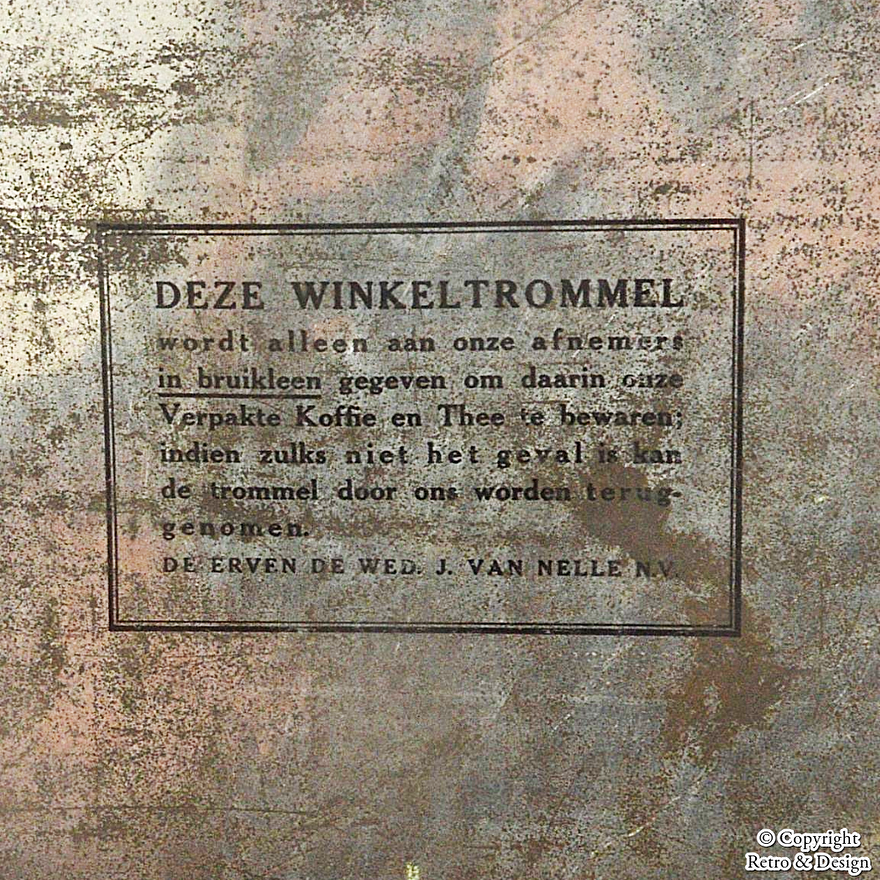 DEZE WINKELTROMMEL
wordt alleen aan onze afnemers
in bruikleen gegeven om daarin onze
Verpakte Koffie en Thee te bewaren;
indien zulks niet het geval is kan
de trommel door ons worden terug-
genomen.
DE ERVEN DE WED. J. VAN NELLE N.V.
© Copyright
Retro & Design